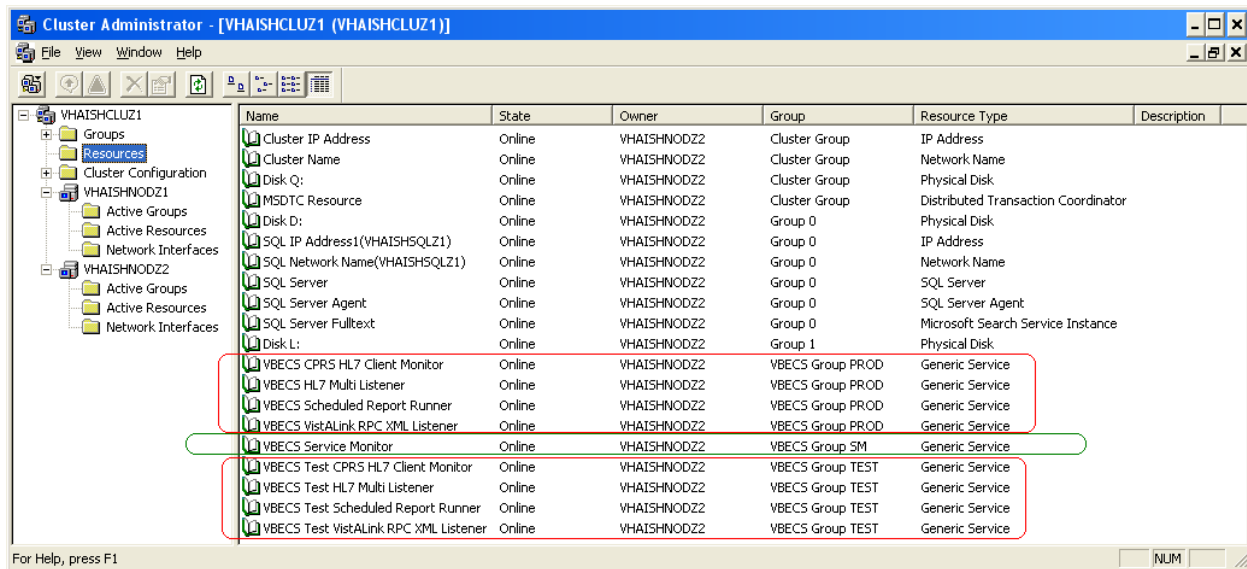 Cluster Administrator - [VHAISHCLUZ1 (VHAISHCLUZ1)]
File View Window Help
VHAISHCLUZ1
Groups
Resources
Cluster Configuration
VHAISHNODZ1
Active Groups
Active Resources
Network Interfaces
VHAISHNODZ2
Active Groups
Active Resources
Network Interfaces
Name State Owner Group Resource Type Description
Cluster IP Address Online VHAISHNODZ2 Cluster Group IP Address
Cluster Name Online VHAISHNODZ2 Cluster Group Network Name
Disk Q: Online VHAISHNODZ2 Cluster Group Physical Disk
MSDTC Resource Online VHAISHNODZ2 Cluster Group Distributed Transaction Coordinator
Disk D: Online VHAISHNODZ2 Group 0 Physical Disk
SQL IP Address1(VHAISHSQLZ1) Online VHAISHNODZ2 Group 0 IP Address
SQL Network Name(VHAISHSQLZ1) Online VHAISHNODZ2 Group 0 Network Name
SQL Server Online VHAISHNODZ2 Group 0 SQL Server
SQL Server Agent Online VHAISHNODZ2 Group 0 SQL Server Agent
SQL Server Fulltext Online VHAISHNODZ2 Group 0 Microsoft Search Service Instance
Disk L: Online VHAISHNODZ2 Group 1 Physical Disk
VBECS CPRS HL7 Client Monitor Online VHAISHNODZ2 VBECS Group PROD Generic Service
VBECS HL7 Multi Listener Online VHAISHNODZ2 VBECS Group PROD Generic Service
VBECS Scheduled Report Runner Online VHAISHNODZ2 VBECS Group PROD Generic Service
VBECS VistALink RPC XML Listener Online VHAISHNODZ2 VBECS Group PROD Generic Service
VBECS Service Monitor Online VHAISHNODZ2 VBECS Group SM Generic Service
VBECS Test CPRS HL7 Client Monitor Online VHAISHNODZ2 VBECS Group TEST Generic Service
VBECS Test HL7 Multi Listener Online VHAISHNODZ2 VBECS Group TEST Generic Service
VBECS Test Scheduled Report Runner Online VHAISHNODZ2 VBECS Group TEST Generic Service
VBECS Test VistALink RPC XML Listener Online VHAISHNODZ2 VBECS Group TEST Generic Service
For Help, press F1 NUM